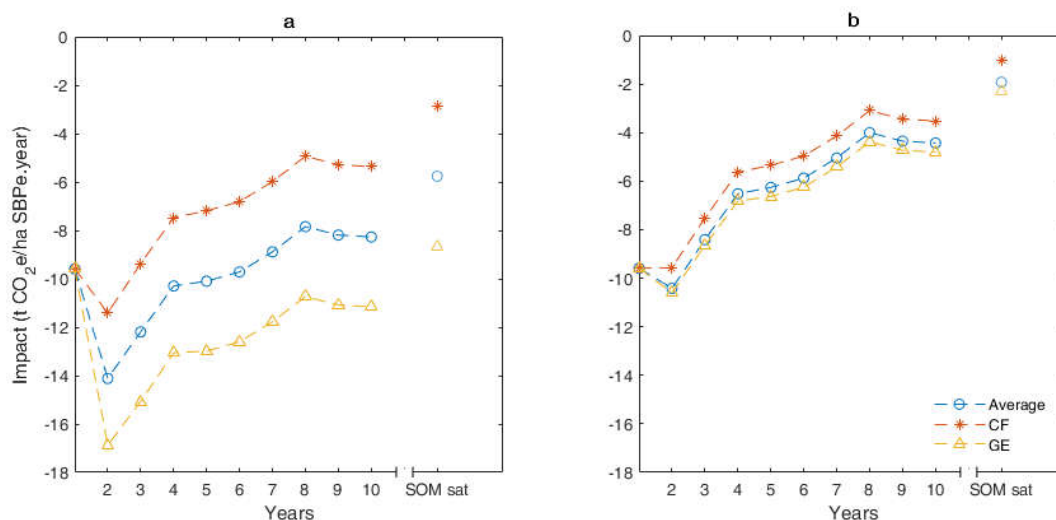 a
0
-2
-4
-6
-8
-10
-12
-14
-16
-18
Impact (t CO2e/ha SBPe.year)
2 3 4 5 6 7 8 9 10 SOM sat
Years
b
0
-2
-4
-6
-8
-10
-12
-14
-16
-18
2 3 4 5 6 7 8 9 10 SOM sat
Years
Average
CF
GE